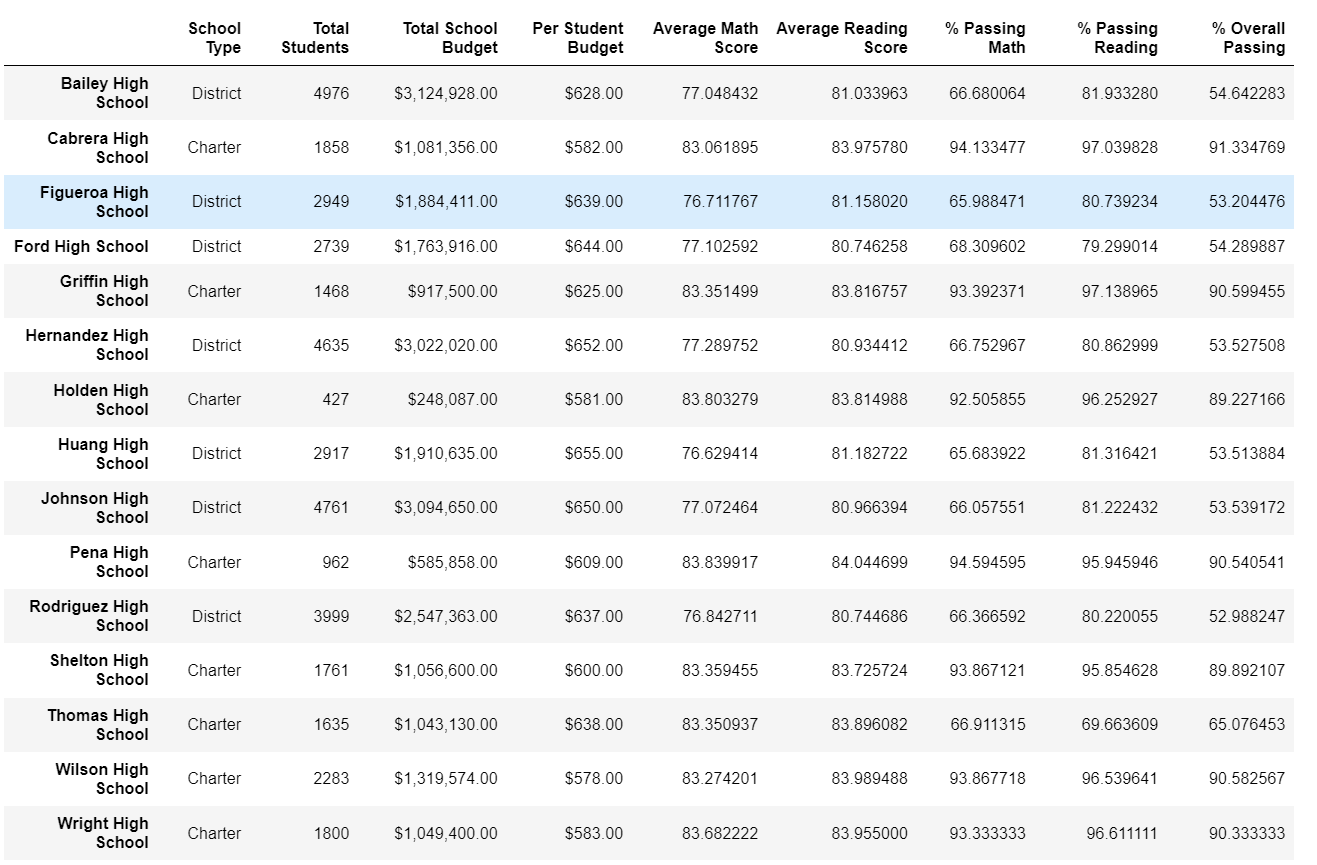 School Type Total Students Total School Budget Per Student Budget Average Math Score Average Reading Score % Passing Math % Passing Reading % Overall Passing
Bailey High School District 4976 $3,124,928.00 $628.00 77.048432 81.033963 66.680064 81.933280 54.642283
Cabrera High School Charter 1858 $1,081,356.00 $582.00 83.061895 83.975780 94.133477 97.039828 91.334769
Figueroa High School District 2949 $1,884,411.00 $639.00 76.711767 81.158020 65.988471 80.739234 53.204476
Ford High School District 2739 $1,763,916.00 $644.00 77.102592 80.746258 68.309602 79.299014 54.289887
Griffin High School Charter 1468 $917,500.00 $625.00 83.351499 83.816757 93.392371 97.138965 90.599455
Hernandez High School District 4635 $3,022,020.00 $652.00 77.289752 80.934412 66.752967 80.862999 53.527508
Holden High School Charter 427 $248,087.00 $581.00 83.803279 83.814988 92.505855 96.252927 89.227166
Huang High School District 2917 $1,910,635.00 $655.00 76.629414 81.182722 65.683922 81.316421 53.513884
Johnson High School District 4761 $3,094,650.00 $650.00 77.072464 80.966394 66.057551 81.222432 53.539172
Pena High School Charter 962 $585,858.00 $609.00 83.839917 84.044699 94.594595 95.945946 90.540541
Rodriguez High School District 3999 $2,547,363.00 $637.00 76.842711 80.744686 66.366592 80.220055 52.988247
Shelton High School Charter 1761 $1,056,600.00 $600.00 83.359455 83.725724 93.867121 95.854628 89.892107
Thomas High School Charter 1635 $1,043,130.00 $638.00 83.350937 83.896082 66.911315 69.663609 65.076453
Wilson High School Charter 2283 $1,319,574.00 $578.00 83.274201 83.989488 93.867718 96.539641 90.582567
Wright High School Charter 1800 $1,049,400.00 $583.00 83.682222 83.955000 93.333333 96.611111 90.333333